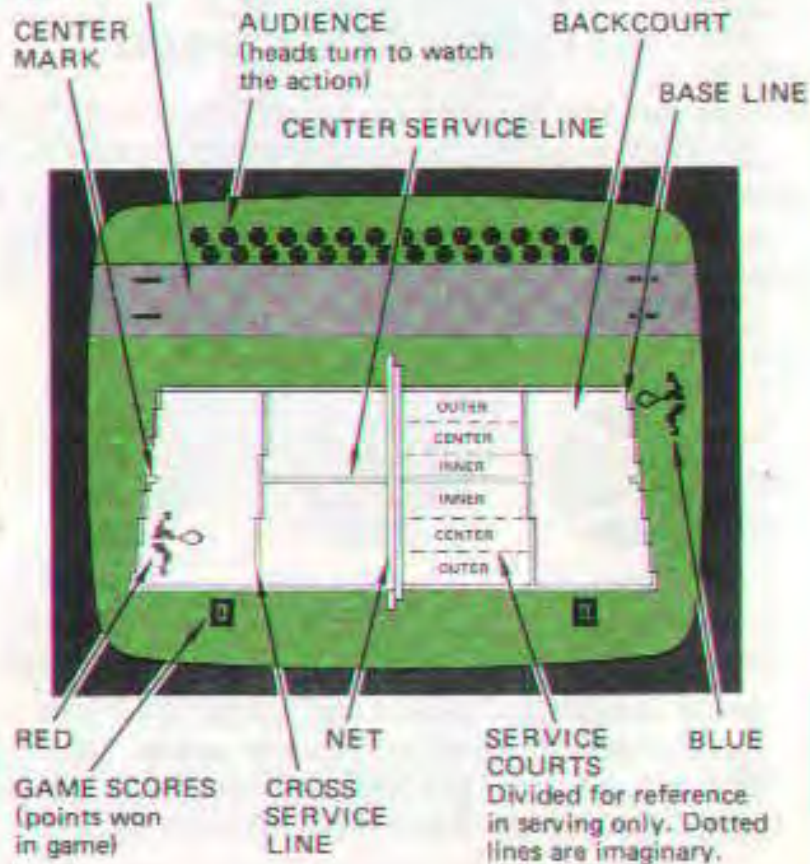 CENTER
MARK
AUDIENCE
(heads turn to watch
the action)
BACKCOURT
BASE LINE
CENTER SERVICE LINE
OUTER
CENTER
INNER
INNER
CENTER
OUTER
RED
NET
SERVICE
COURTS
Divided for reference
in serving only. Dotted
lines are imaginary.
BLUE
GAME SCORES
(points won
in game)
CROSS
SERVICE
LINE